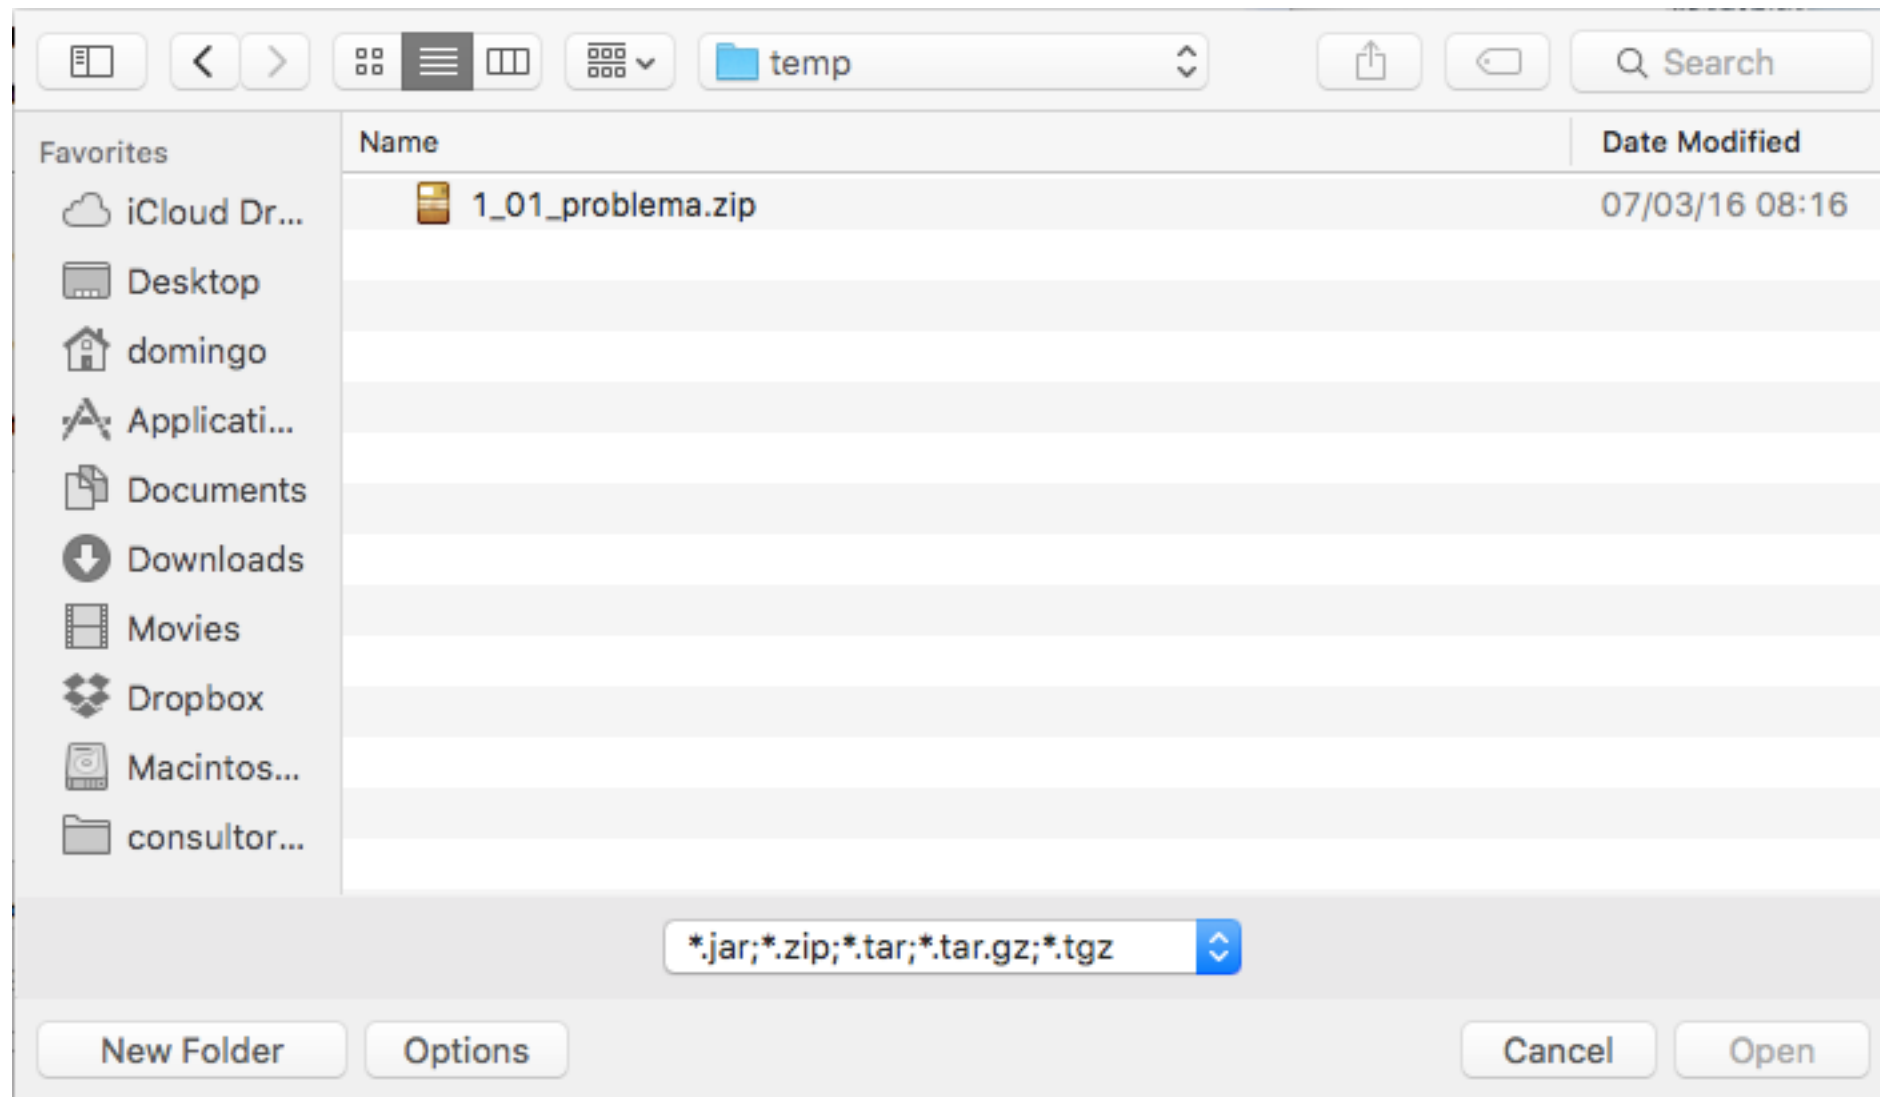 temp
Search
Favorites
iCloud Dr...
Desktop
domingo
Applicati...
Documents
Downloads
Movies
Dropbox
Macintos...
consultor...
Name
Date Modified
1_01_problema.zip
07/03/16 08:16
*.jar;*.zip;*.tar;*.tar.gz;*.tgz
New Folder
Options
Cancel
Open